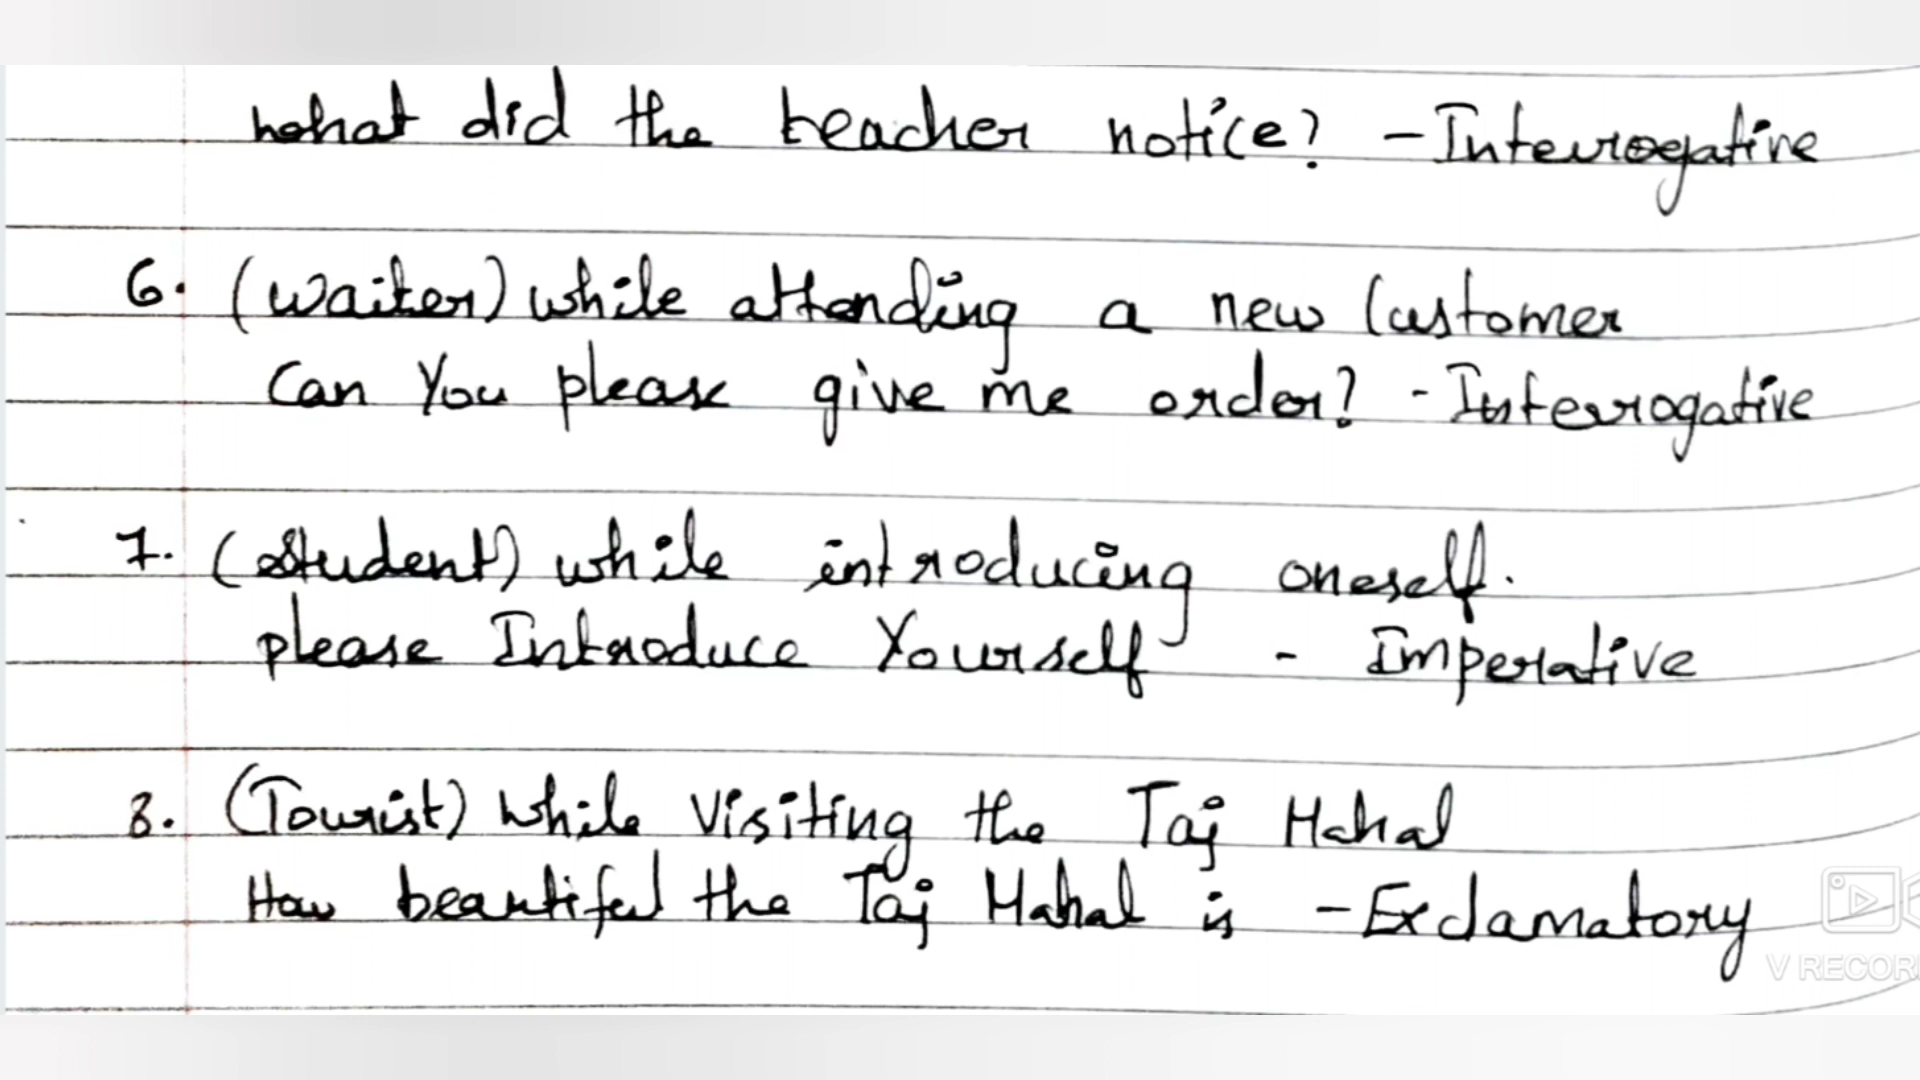 what did the teacher notice? - Interrogative
6. (waiter) while attending a new Customer
Can You please give me order? - Interrogative
7. (student) while introducing oneself.
please Introduce Yourself - Imperative
8. (Tourist) While Visiting the Taj Mahal
How beautiful the Taj Mahal is - Exclamatory
V RECOR